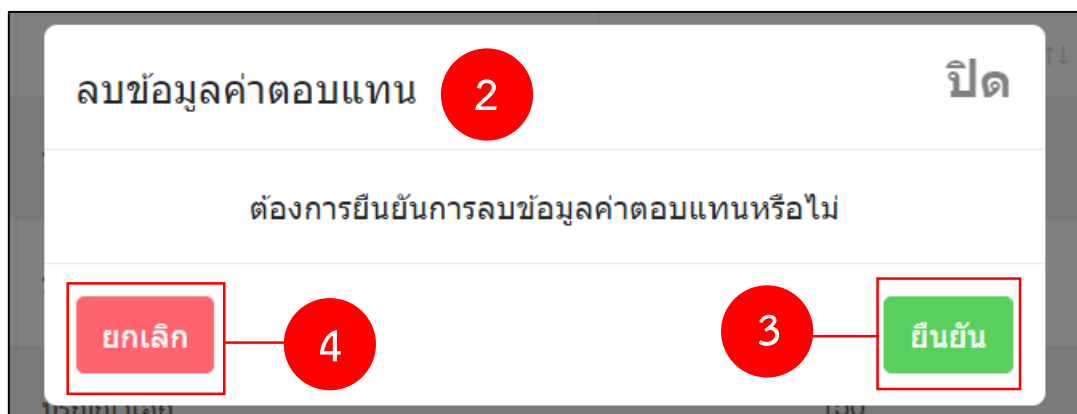 ลบข้อมูลค่าตอบแทน 2 ปิด
ต้องการยืนยันการลบข้อมูลค่าตอบแทนหรือไม่
ยกเลิก 4 3 ยืนยัน
150